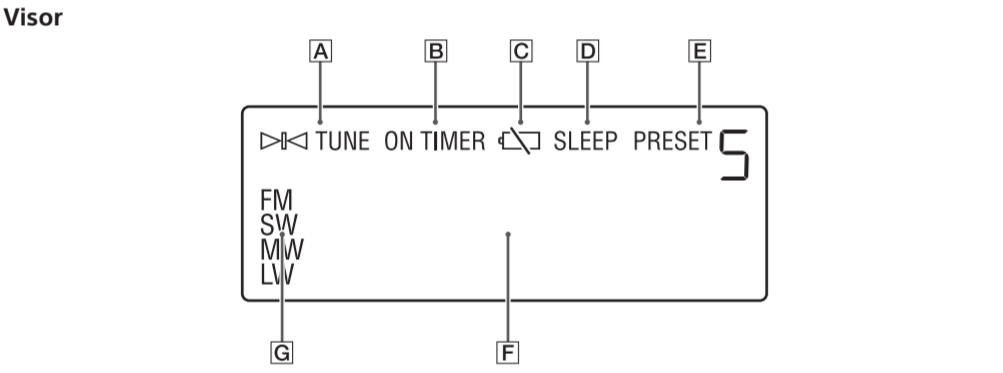 Visor
A B C D E
TUNE ON TIMER SLEEP PRESET 5
FM
SW
MW
LW
G F